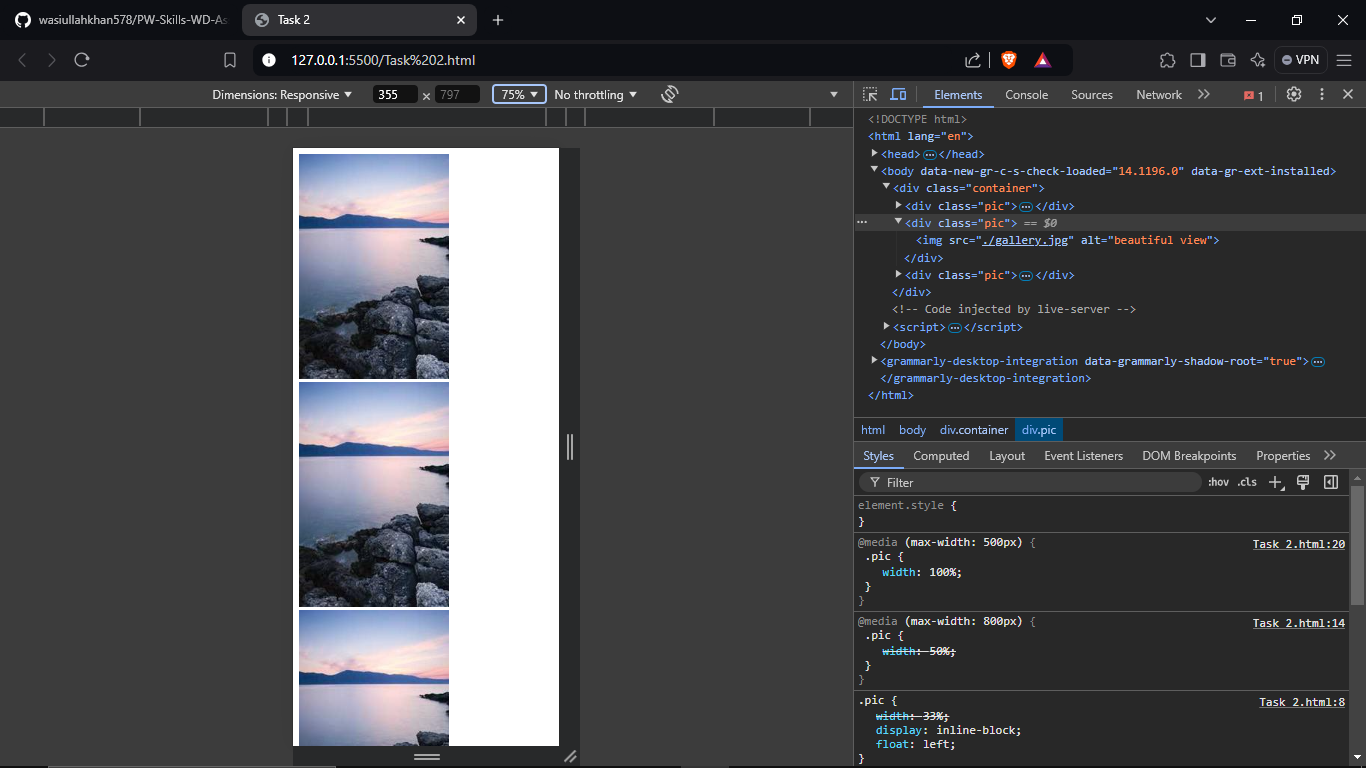 wasiullahkhan578/PW-Skills-WD-As
Task 2
127.0.0.1:5500/Task%202.html
VPN
Dimensions: Responsive
355
×
797
75%
No throttling
Elements
Console
Sources
Network
1
<!DOCTYPE html>
<html lang="en">
<head> ⋯ </head>
<body data-new-gr-c-s-check-loaded="14.1196.0" data-gr-ext-installed>
<div class="container">
<div class="pic"> ⋯ </div>
<div class="pic"> == $0
<img src="./gallery.jpg" alt="beautiful view">
</div>
<div class="pic"> ⋯ </div>
</div>
<!-- Code injected by live-server -->
<script> ⋯ </script>
</body>
<grammarly-desktop-integration data-grammarly-shadow-root="true"> ⋯
</grammarly-desktop-integration>
</html>
html
body
div.container
div.pic
Styles
Computed
Layout
Event Listeners
DOM Breakpoints
Properties
Filter
:hov
.cls
element.style {
}
@media (max-width: 500px) {
Task 2.html:20
.pic {
width: 100%;
}
}
@media (max-width: 800px) {
Task 2.html:14
.pic {
width: 50%;
}
}
.pic {
Task 2.html:8
width: 33%;
display: inline-block;
float: left;
}